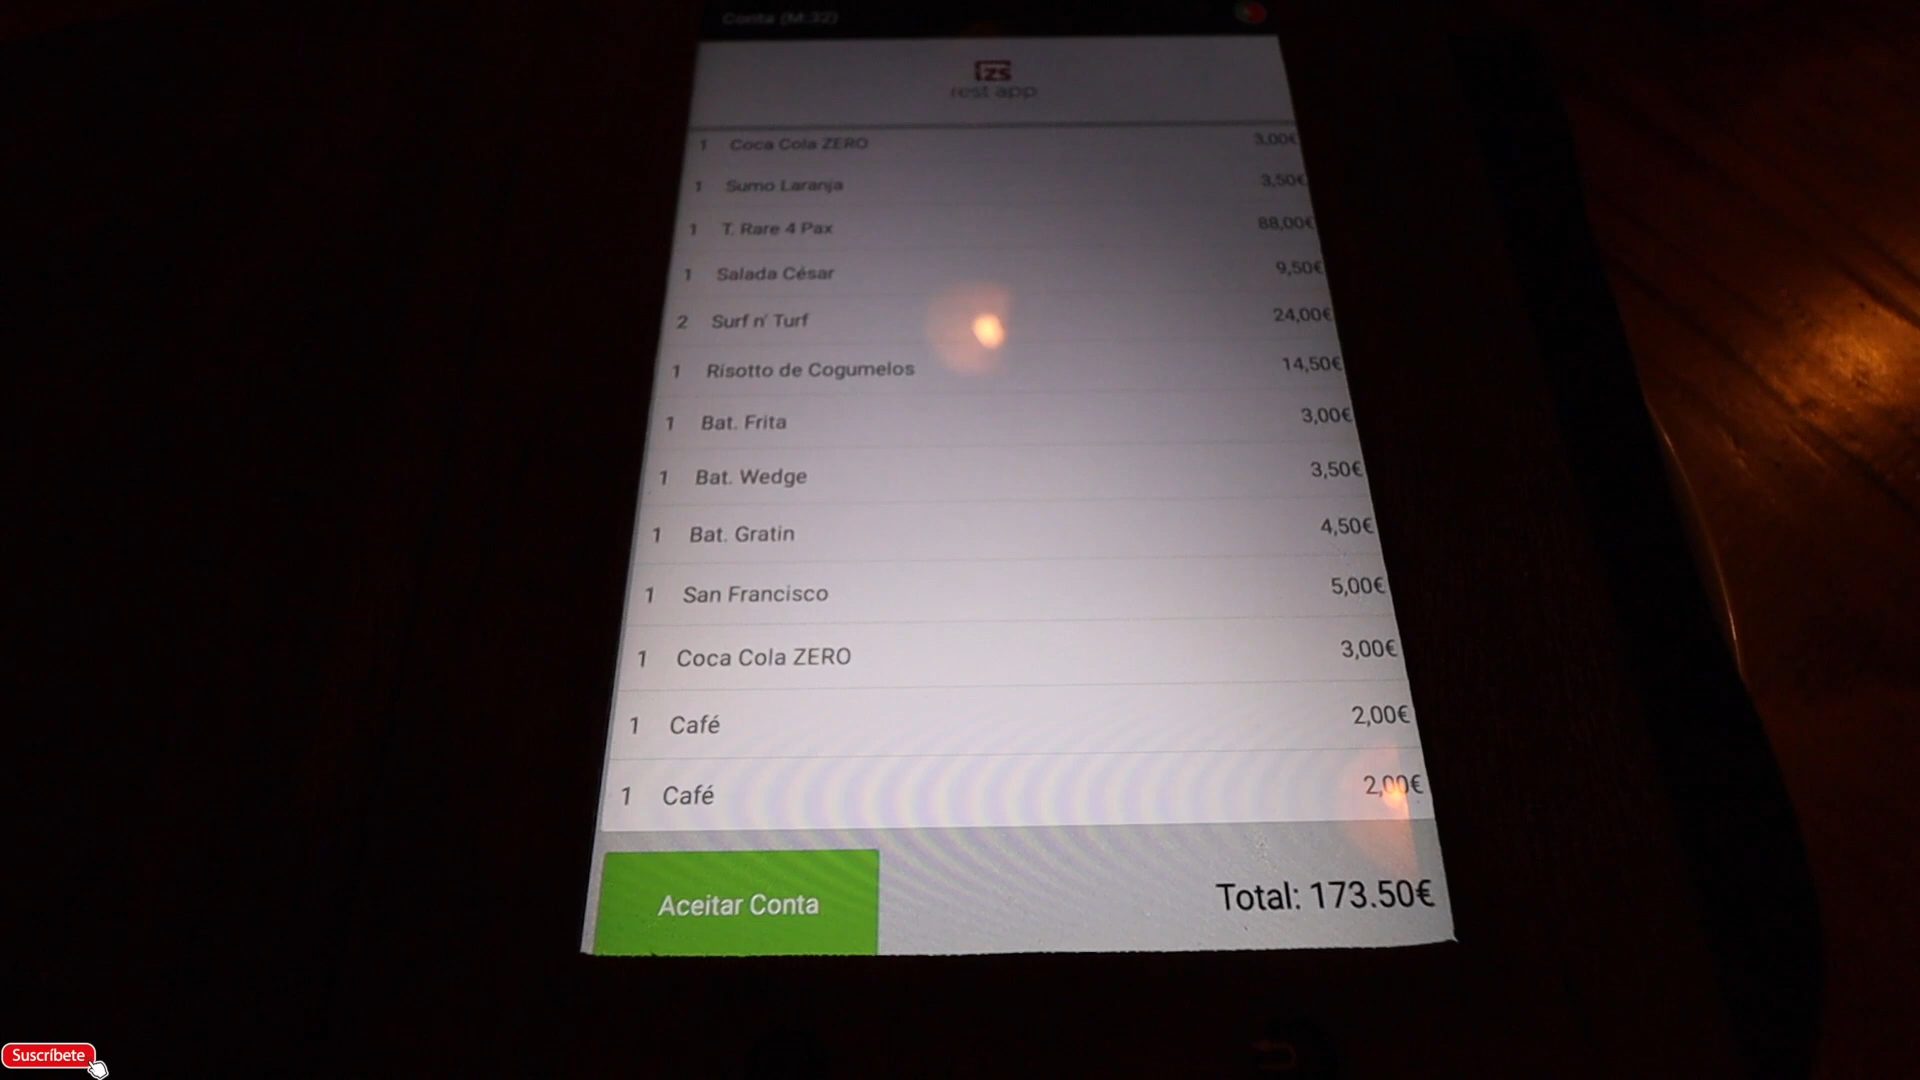 Conta (M:32)
rest app
1 Coca Cola ZERO 3,00€
1 Sumo Laranja 3,50€
1 T. Rare 4 Pax 88,00€
1 Salada César 9,50€
2 Surf n' Turf 24,00€
1 Risotto de Cogumelos 14,50€
1 Bat. Frita 3,00€
1 Bat. Wedge 3,50€
1 Bat. Gratin 4,50€
1 San Francisco 5,00€
1 Coca Cola ZERO 3,00€
1 Café 2,00€
1 Café 2,00€
Aceitar Conta Total: 173.50€
Suscríbete